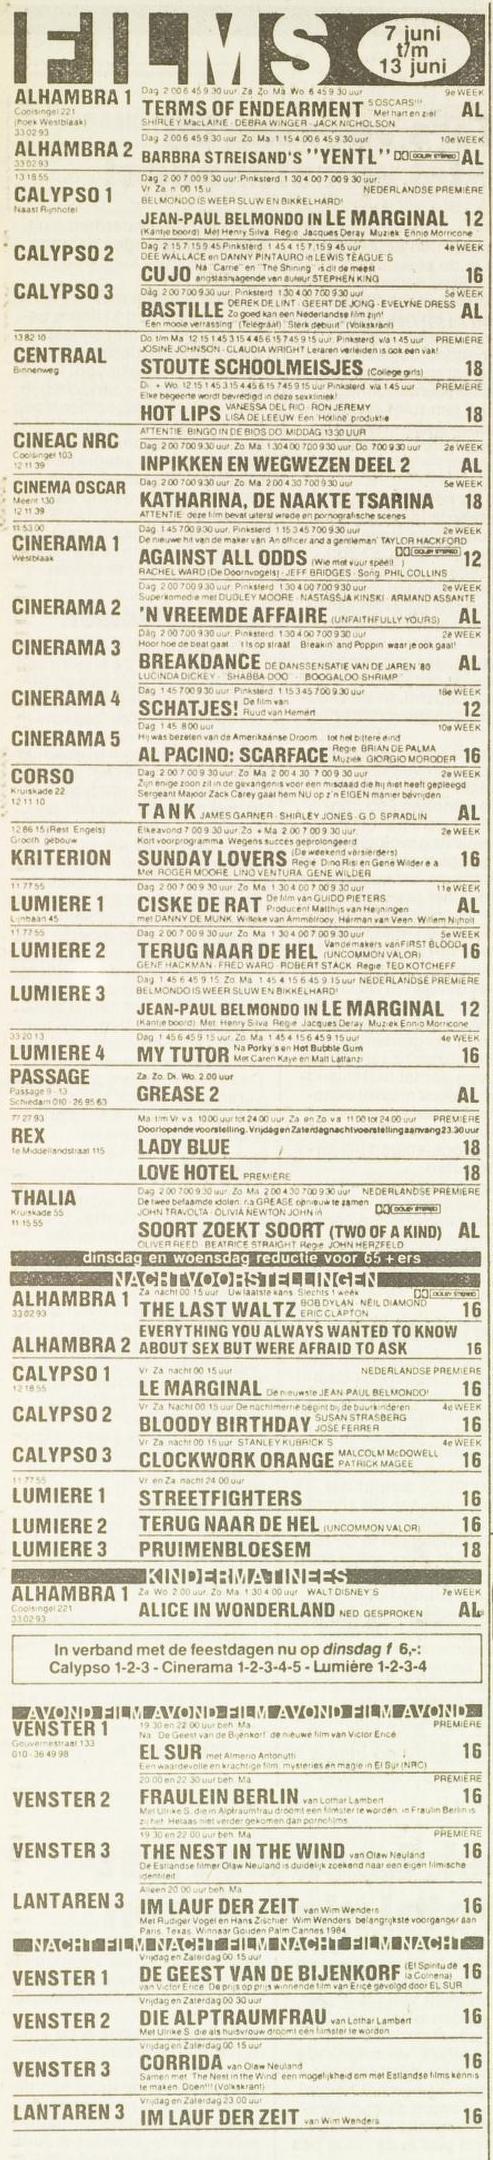 FILMS
7 juni
t/m
13 juni
ALHAMBRA 1
Coolsingel 221
(hoek Westblaak)
33 02 93
Dag. 2.00 6.45 9.30 uur. Za. Zo. Ma. Wo. 6.45 9.30 uur
9e WEEK
TERMS OF ENDEARMENT 5 OSCARS!!! Met hart en ziel AL
SHIRLEY MacLAINE - DEBRA WINGER - JACK NICHOLSON
ALHAMBRA 2
33 02 93
Dag. 2.00 6.45 9.30 uur. Zo. Ma. 1.15 4.00 6.45 9.30 uur
10e WEEK
BARBRA STREISAND'S "YENTL" DOLBY STEREO AL
13 18 55
CALYPSO 1
Naast Rijnhotel
Dag. 2.00 7.00 9.30 uur. Pinksterd. 1.30 4.00 7.00 9.30 uur.
Vr. Za. n. 00.15 u.
NEDERLANDSE PREMIERE
BELMONDO IS WEER SLUW EN BIKKELHARD!
JEAN-PAUL BELMONDO IN LE MARGINAL 12
(Kantje boord) Met Henry Silva Regie Jacques Deray Muziek Ennio Morricone
CALYPSO 2
Dag. 2.15 7.15 9.45 Pinksterd. 1.45 4.15 7.15 9.45 uur
4e WEEK
DEE WALLACE en DANNY PINTAURO in LEWIS TEAGUE'S
CUJO Na "Carrie" en "The Shining" is dit de meest angstaanjagende van auteur STEPHEN KING 16
CALYPSO 3
Dag. 2.00 7.00 9.30 uur. Pinksterd. 1.30 4.00 7.00 9.30 uur
5e WEEK
BASTILLE DEREK DE LINT - GEERT DE JONG - EVELYNE DRESS AL
Zo goed kan een Nederlandse film zijn!
"Een mooie verrassing" (Telegraaf) "Sterk debuut" (Volkskrant)
13 82 10
CENTRAAL
Binnenweg
Do. t/m Ma. 12.15 1.45 3.15 4.45 6.15 7.45 9.15 uur Pinksterd. v/a 1.45 uur
PREMIERE
JOSINE JOHNSON - CLAUDIA WRIGHT Leraren verleiden is ook een vak!
STOUTE SCHOOLMEISJES (College girls) 18
Di. + Wo. 12.15 1.45 3.15 4.45 6.15 7.45 9.15 uur Pinksterd. v/a 1.45 uur
PREMIERE
Elke begeerte wordt bevredigd in deze sexkliniek!
HOT LIPS VANESSA DEL RIO - RON JEREMY 18
LISA DE LEEUW Een 'Hotline' produktie
ATTENTIE: BINGO IN DE BIOS DO. MIDDAG 13.30 UUR
CINEAC NRC
Coolsingel 103
12 11 39
Dag. 2.00 7.00 9.30 uur. Zo. Ma. 1.30 4.00 7.00 9.30 uur. Do. 7.00 9.30 uur
2e WEEK
INPIKKEN EN WEGWEZEN DEEL 2 AL
CINEMA OSCAR
Meent 130
12 11 39
Dag. 2.00 7.00 9.30 uur. Zo. Ma. 2.00 4.30 7.00 9.30 uur
5e WEEK
KATHARINA, DE NAAKTE TSARINA 18
ATTENTIE: deze film bevat uiterst wrede en pornografische scenes
11 53 00
CINERAMA 1
Westblaak
Dag. 1.45 7.00 9.30 uur. Pinksterd. 1.15 3.45 7.00 9.30 uur
2e WEEK
De nieuwe hit van de maker van 'An officer and a gentleman' TAYLOR HACKFORD
AGAINST ALL ODDS (Wie met vuur speelt...) DOLBY STEREO 12
RACHEL WARD (De Doornvogels) - JEFF BRIDGES - Song: PHIL COLLINS
CINERAMA 2
Dag. 2.00 7.00 9.30 uur. Pinksterd. 1.30 4.00 7.00 9.30 uur
2e WEEK
Superkomedie met DUDLEY MOORE - NASTASSJA KINSKI - ARMAND ASSANTE
'N VREEMDE AFFAIRE (UNFAITHFULLY YOURS) AL
CINERAMA 3
Dag. 2.00 7.00 9.30 uur. Pinksterd. 1.30 4.00 7.00 9.30 uur
2e WEEK
Hoor hoe de beat gaat... 't Is op straat... Breakin' and Poppin' waar je ook gaat!
BREAKDANCE DE DANSSENSATIE VAN DE JAREN '80 AL
LUCINDA DICKEY - "SHABBA DOO" - "BOOGALOO SHRIMP"
CINERAMA 4
Dag. 1.45 7.00 9.30 uur. Pinksterd. 1.15 3.45 7.00 9.30 uur
18e WEEK
SCHATJES! De film van Ruud van Hemert 12
CINERAMA 5
Dag. 1.45 8.00 uur
10e WEEK
Hij was bezeten van de Amerikaanse Droom... tot het bittere eind
AL PACINO: SCARFACE Regie: BRIAN DE PALMA Muziek: GIORGIO MORODER 16
CORSO
Kruiskade 22
12 11 10
Dag. 2.00 7.00 9.30 uur. Zo. Ma. 2.00 4.30 7.00 9.30 uur
2e WEEK
Zijn enige zoon zit in de gevangenis voor een misdaad die hij niet heeft gepleegd
Sergeant Majoor Zack Carey gaat hem NU op z'n EIGEN manier bevrijden
TANK JAMES GARNER - SHIRLEY JONES - G.D. SPRADLIN AL
12 86 15 (Rest. Engels)
Grooth. gebouw
KRITERION
Elke avond 7.00 9.30 uur. Zo. + Ma. 2.00 7.00 9.30 uur.
2e WEEK
Kort voorprogramma. Wegens succes geprolongeerd
SUNDAY LOVERS (De weekend versierders) Regie: Dino Risi en Gene Wilder e.a. 16
Met ROGER MOORE, LINO VENTURA, GENE WILDER
11 77 55
LUMIERE 1
Lijnbaan 45
Dag. 2.00 7.00 9.30 uur. Zo. Ma. 1.30 4.00 7.00 9.30 uur
11e WEEK
CISKE DE RAT De film van GUIDO PIETERS AL
Producent Matthijs van Heijningen
met DANNY DE MUNK, Willeke van Ammelrooy, Herman van Veen, Willem Nijholt
11 77 55
LUMIERE 2
Dag. 2.00 7.00 9.30 uur. Zo. Ma. 1.30 4.00 7.00 9.30 uur
5e WEEK
TERUG NAAR DE HEL Van de makers van FIRST BLOOD (UNCOMMON VALOR) 16
GENE HACKMAN - FRED WARD - ROBERT STACK Regie: TED KOTCHEFF
LUMIERE 3
Dag. 1.45 6.45 9.15. Zo. Ma. 1.45 4.15 6.45 9.15 uur
NEDERLANDSE PREMIERE
BELMONDO IS WEER SLUW EN BIKKELHARD!
JEAN-PAUL BELMONDO IN LE MARGINAL 12
(Kantje boord) Met Henry Silva Regie Jacques Deray Muziek Ennio Morricone
33 20 13
LUMIERE 4
Dag. 1.45 6.45 9.15 uur. Zo. Ma. 1.45 4.15 6.45 9.15 uur
4e WEEK
MY TUTOR Na Porky's en Hot Bubble Gum 16
Met Caren Kaye en Matt Lattanzi
PASSAGE
Passage 9 - 13
Schiedam 010 - 26 95 63
Za. Zo. Di. Wo. 2.00 uur
GREASE 2 AL
77 27 93
REX
1e Middellandstraat 115
Ma. t/m Vr. v.a. 10.00 uur tot 24.00 uur. Za. en Zo. v.a. 11.00 tot 24.00 uur
PREMIERE
Doorlopende voorstelling. Vrijdag en Zaterdag nachtvoorstelling aanvang 23.30 uur
LADY BLUE 18
LOVE HOTEL PREMIERE 18
THALIA
Kruiskade 55
11 15 55
Dag. 2.00 7.00 9.30 uur. Zo. Ma. 2.00 4.30 7.00 9.30 uur
NEDERLANDSE PREMIERE
De twee befaamde idolen, na GREASE opnieuw te samen
JOHN TRAVOLTA - OLIVIA NEWTON JOHN in DOLBY STEREO
SOORT ZOEKT SOORT (TWO OF A KIND) AL
OLIVER REED, BEATRICE STRAIGHT, Regie: JOHN HERZFELD
dinsdag en woensdag reductie voor 65 + ers
NACHTVOORSTELLINGEN
ALHAMBRA 1
33 02 93
Za. nacht 00.15 uur. Uw laatste kans. Slechts 1 week DOLBY STEREO
THE LAST WALTZ BOB DYLAN - NEIL DIAMOND ERIC CLAPTON 16
ALHAMBRA 2
EVERYTHING YOU ALWAYS WANTED TO KNOW
ABOUT SEX BUT WERE AFRAID TO ASK 16
CALYPSO 1
12 18 55
Vr. Za. nacht 00.15 uur
NEDERLANDSE PREMIERE
LE MARGINAL De nieuwste JEAN-PAUL BELMONDO! 16
CALYPSO 2
Vr. Za. Nacht 00.15 uur De nachtmerrie begint bij de buurkinderen
4e WEEK
BLOODY BIRTHDAY SUSAN STRASBERG JOSE FERRER 16
CALYPSO 3
Vr. Za. nacht 00.15 uur STANLEY KUBRICK'S
4e WEEK
CLOCKWORK ORANGE MALCOLM McDOWELL PATRICK MAGEE 16
11 77 55
LUMIERE 1
Vr. en Za. nacht 24.00 uur
STREETFIGHTERS 16
LUMIERE 2
TERUG NAAR DE HEL (UNCOMMON VALOR) 16
LUMIERE 3
PRUIMENBLOESEM 18
KINDERMATINEES
ALHAMBRA 1
Coolsingel 221
33 02 93
Za. Wo. 2.00 uur. Zo. Ma. 1.30 4.00 uur WALT DISNEY'S
7e WEEK
ALICE IN WONDERLAND NED. GESPROKEN AL
In verband met de feestdagen nu op dinsdag f 6,-:
Calypso 1-2-3 - Cinerama 1-2-3-4-5 - Lumière 1-2-3-4
AVOND FILM AVOND FILM AVOND FILM AVOND
VENSTER 1
Gouvernestraat 133
010 - 36 49 98
19.30 en 22.00 uur beh. Ma.
PREMIERE
Na 'De Geest van de Bijenkorf' de nieuwe film van Victor Erice
EL SUR met Almerio Antonutti 16
Een waardevolle en krachtige film, mysteries en magie in El Sur (NRC)
VENSTER 2
20.00 en 22.30 uur beh. Ma.
PREMIERE
FRAULEIN BERLIN van Lothar Lambert 16
Met Ulrike S. die in Alptraumfrau droomt een filmster te worden, in Fraulin Berlin is
zij het. Helaas niet verder gekomen dan pornofilms
VENSTER 3
19.30 en 22.00 uur beh. Ma.
PREMIERE
THE NEST IN THE WIND van Olaw Neuland 16
De Estlandse filmer Olaw Neuland is duidelijk zoekend naar een eigen filmische
identiteit
LANTAREN 3
Alleen 20.00 uur beh. Ma.
IM LAUF DER ZEIT van Wim Wenders 16
Met Rudiger Vogel en Hans Zischler. Wim Wenders' belangrijkste voorganger aan
Paris, Texas. Winnaar Gouden Palm Cannes 1984
NACHT FILM NACHT FILM NACHT FILM NACHT
VENSTER 1
Vrijdag en Zaterdag 00.15 uur
DE GEEST VAN DE BIJENKORF (El Spiritu de la Colmena) 16
van Victor Erice. De prijs op prijs winnende film van Erice gevolgd door EL SUR
VENSTER 2
Vrijdag en Zaterdag 00.30 uur
DIE ALPTRAUMFRAU van Lothar Lambert 16
Met Ulrike S. die als huisvrouw droomt een filmster te worden
VENSTER 3
Vrijdag en Zaterdag 00.15 uur
CORRIDA van Olaw Neuland 16
Samen met 'The Nest in the Wind' een mogelijkheid om met Estlandse films kennis
te maken. Doen!!! (Volkskrant)
LANTAREN 3
Vrijdag en Zaterdag 23.00 uur
IM LAUF DER ZEIT van Wim Wenders 16